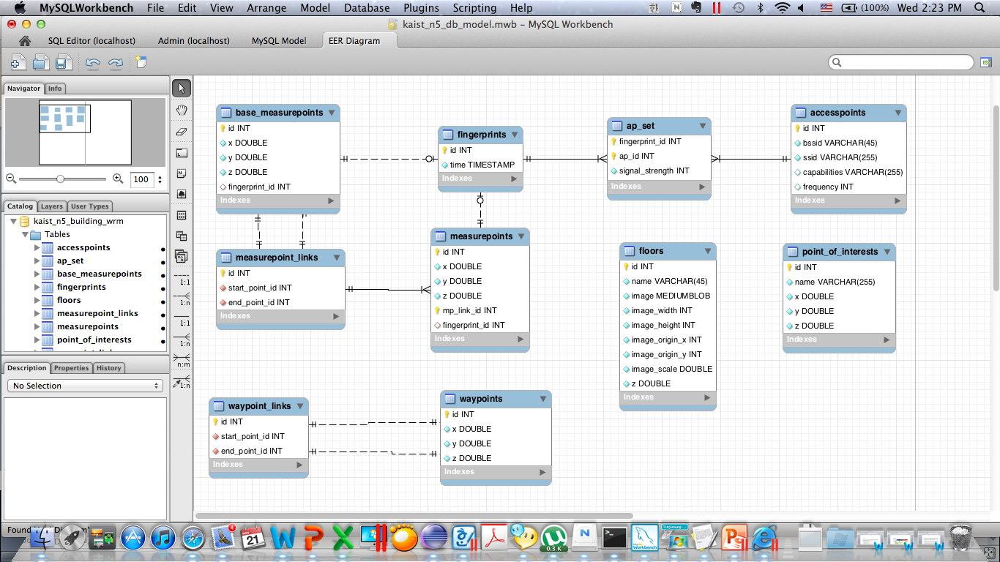 MySQLWorkbench File Edit View Arrange Model Database Plugins Scripting Help 한 N (100%) Wed 2:23 PM
kaist_n5_db_model.mwb – MySQL Workbench
SQL Editor (localhost) Admin (localhost) MySQL Model EER Diagram
Navigator Info
100
Catalog Layers User Types
kaist_n5_building_wrm
Tables
accesspoints
ap_set
base_measurepoints
fingerprints
floors
measurepoint_links
measurepoints
point_of_interests
Description Properties History
No Selection
1:1
1:n
1:1
1:n
n:m
1:n
base_measurepoints
id INT
x DOUBLE
y DOUBLE
z DOUBLE
fingerprint_id INT
Indexes
fingerprints
id INT
time TIMESTAMP
Indexes
ap_set
fingerprint_id INT
ap_id INT
signal_strength INT
Indexes
accesspoints
id INT
bssid VARCHAR(45)
ssid VARCHAR(255)
capabilities VARCHAR(255)
frequency INT
Indexes
measurepoint_links
id INT
start_point_id INT
end_point_id INT
Indexes
measurepoints
id INT
x DOUBLE
y DOUBLE
z DOUBLE
mp_link_id INT
fingerprint_id INT
Indexes
floors
id INT
name VARCHAR(45)
image MEDIUMBLOB
image_width INT
image_height INT
image_origin_x INT
image_origin_y INT
image_scale DOUBLE
z DOUBLE
Indexes
point_of_interests
id INT
name VARCHAR(255)
x DOUBLE
y DOUBLE
z DOUBLE
Indexes
waypoint_links
id INT
start_point_id INT
end_point_id INT
Indexes
waypoints
id INT
x DOUBLE
y DOUBLE
z DOUBLE
Indexes
4
21
0.3 K
N
MySQL
Workbench